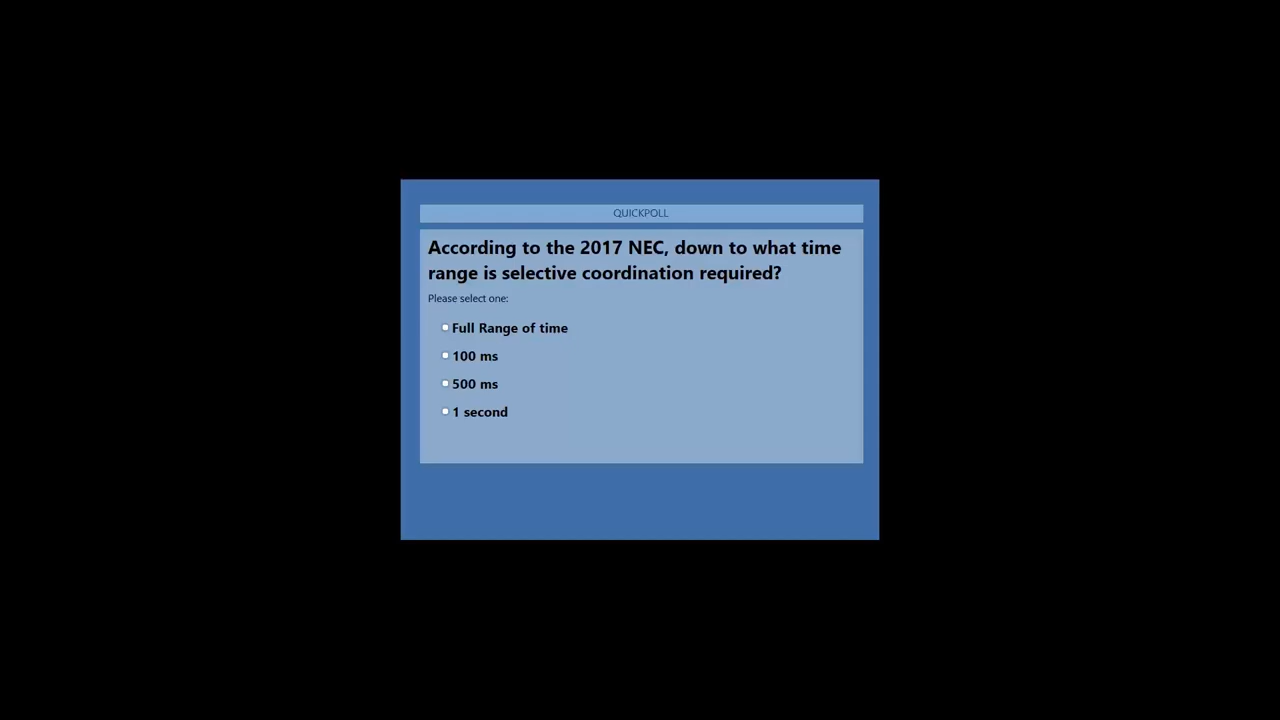 QUICKPOLL
According to the 2017 NEC, down to what time
range is selective coordination required?
Please select one:
Full Range of time
100 ms
500 ms
1 second